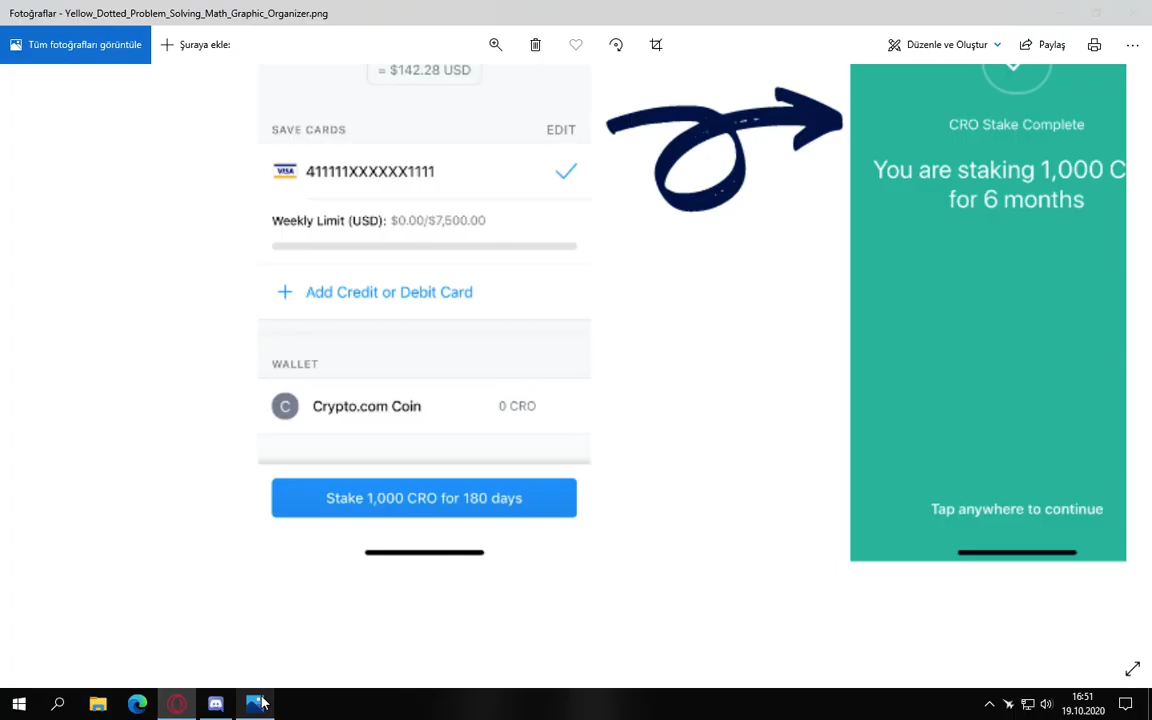 Fotoğraflar - Yellow_Dotted_Problem_Solving_Math_Graphic_Organizer.png
Tüm fotoğrafları görüntüle
Şuraya ekle:
Düzenle ve Oluştur
Paylaş
= $142.28 USD
SAVE CARDS
EDIT
VISA
411111XXXXXX1111
Weekly Limit (USD): $0.00/$7,500.00
Add Credit or Debit Card
WALLET
C
Crypto.com Coin
0 CRO
Stake 1,000 CRO for 180 days
CRO Stake Complete
You are staking 1,000 C
for 6 months
Tap anywhere to continue
16:51
19.10.2020